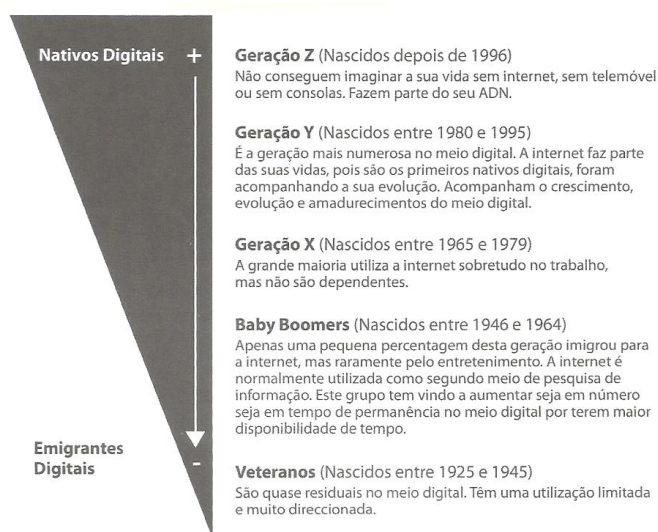 Nativos Digitais +
Geração Z (Nascidos depois de 1996)
Não conseguem imaginar a sua vida sem internet, sem telemóvel
ou sem consolas. Fazem parte do seu ADN.
Geração Y (Nascidos entre 1980 e 1995)
É a geração mais numerosa no meio digital. A internet faz parte
das suas vidas, pois são os primeiros nativos digitais, foram
acompanhando a sua evolução. Acompanham o crescimento,
evolução e amadurecimentos do meio digital.
Geração X (Nascidos entre 1965 e 1979)
A grande maioria utiliza a internet sobretudo no trabalho,
mas não são dependentes.
Baby Boomers (Nascidos entre 1946 e 1964)
Apenas uma pequena percentagem desta geração imigrou para
a internet, mas raramente pelo entretenimento. A internet é
normalmente utilizada como segundo meio de pesquisa de
informação. Este grupo tem vindo a aumentar seja em número
seja em tempo de permanência no meio digital por terem maior
disponibilidade de tempo.
Emigrantes
Digitais -
Veteranos (Nascidos entre 1925 e 1945)
São quase residuais no meio digital. Têm uma utilização limitada
e muito direccionada.